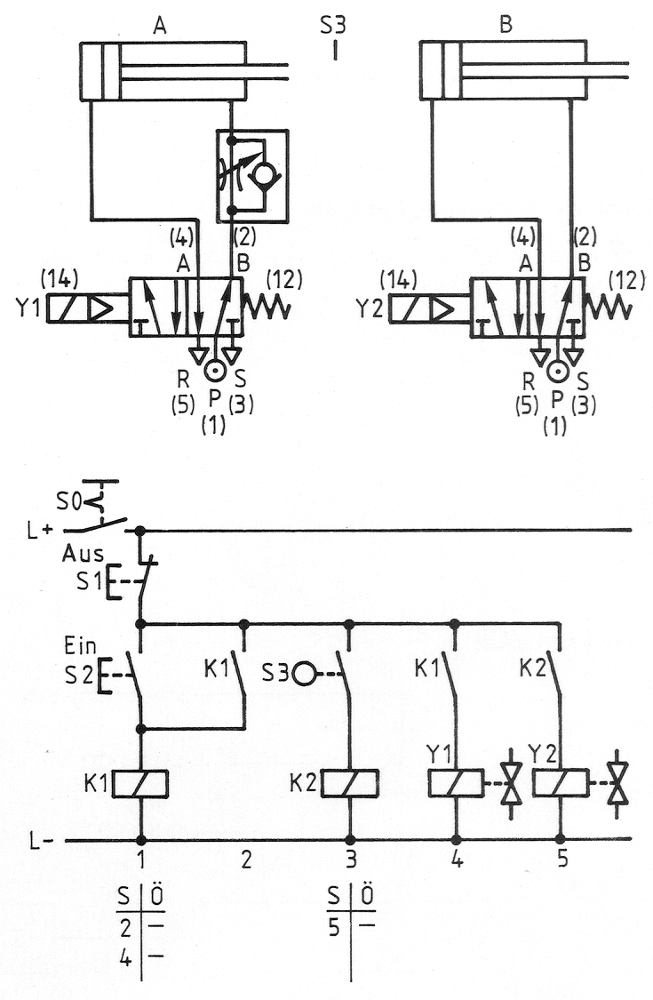 A S3 B
(4) (2) (4) (2)
A B A B
(14) (12) (14) (12)
Y1 Y2
R S R S
(5) P (3) (5) P (3)
(1) (1)
S0
L+
Aus
S1
Ein
S2 K1 S3 K1 K2
Y1 Y2
K1 K2
L-
1 2 3 4 5
S Ö S Ö
2 – 5 –
4 –